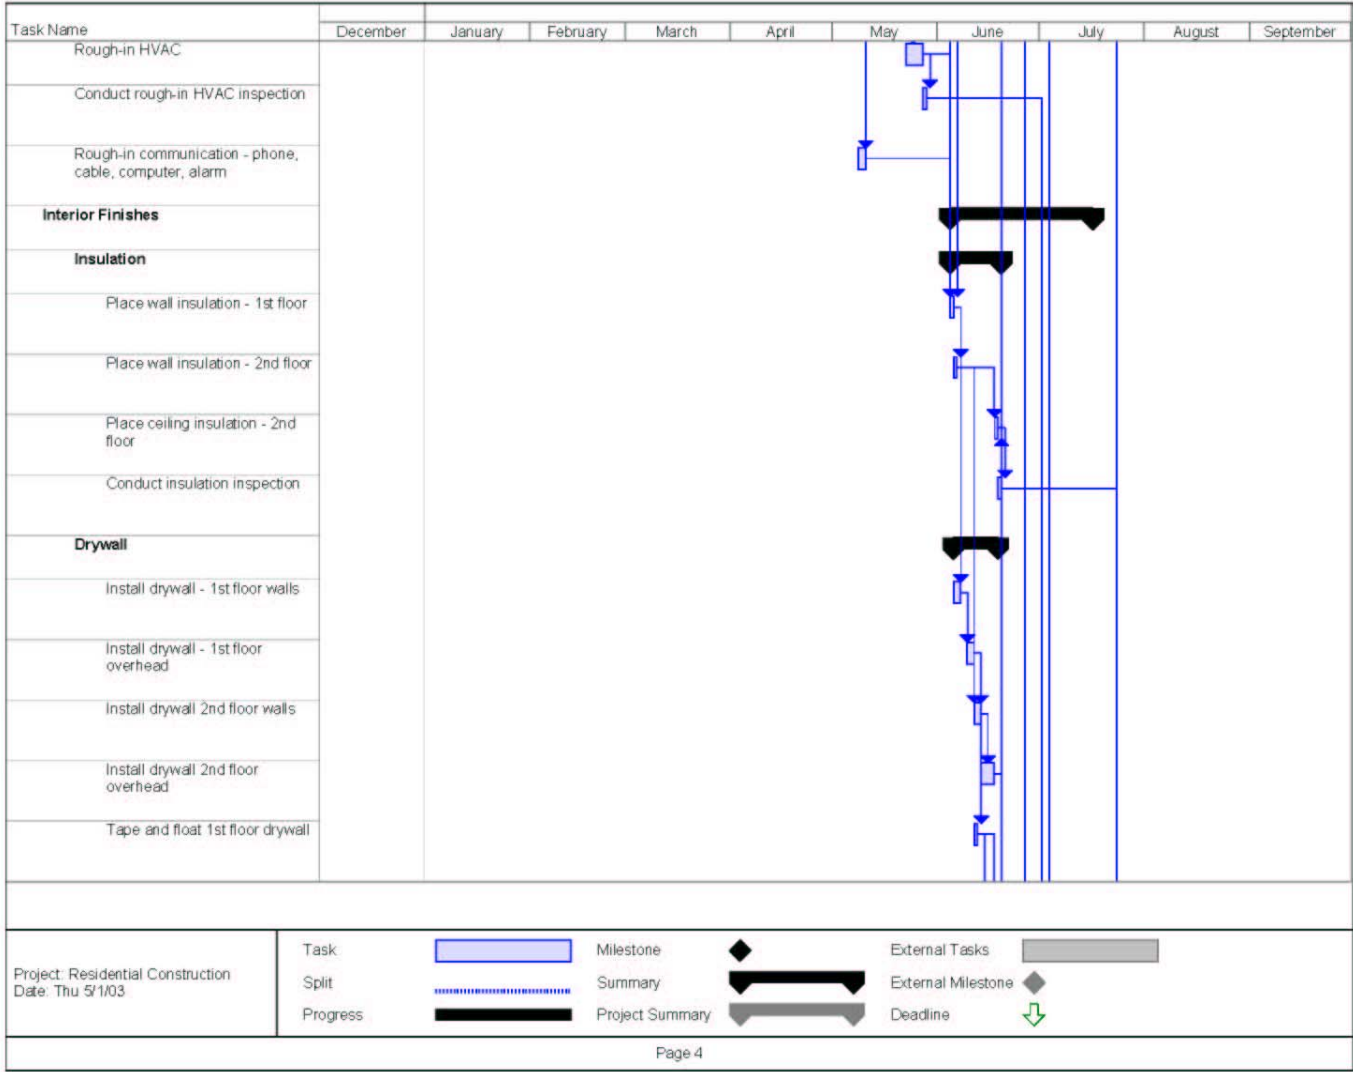 Task Name
December January February March April May June July August September
Rough-in HVAC
Conduct rough-in HVAC inspection
Rough-in communication - phone,
cable, computer, alarm
Interior Finishes
Insulation
Place wall insulation - 1st floor
Place wall insulation - 2nd floor
Place ceiling insulation - 2nd
floor
Conduct insulation inspection
Drywall
Install drywall - 1st floor walls
Install drywall - 1st floor
overhead
Install drywall 2nd floor walls
Install drywall 2nd floor
overhead
Tape and float 1st floor drywall
Project: Residential Construction
Date: Thu 5/1/03
Task Milestone External Tasks
Split Summary External Milestone
Progress Project Summary Deadline
Page 4